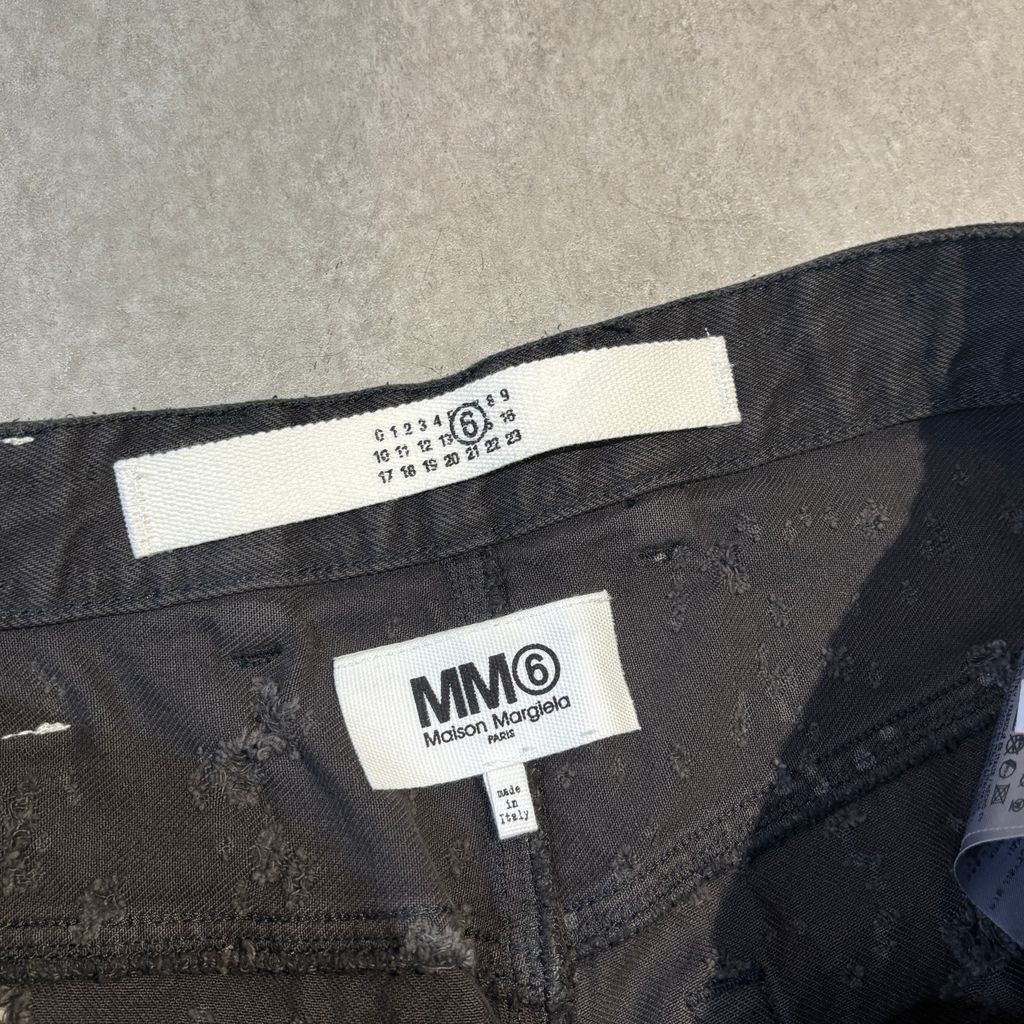 0 1 2 3 4 6 8 9
10 11 12 13 16
17 18 19 20 21 22 23
MM6
Maison Margiela
PARIS
made
in
Italy